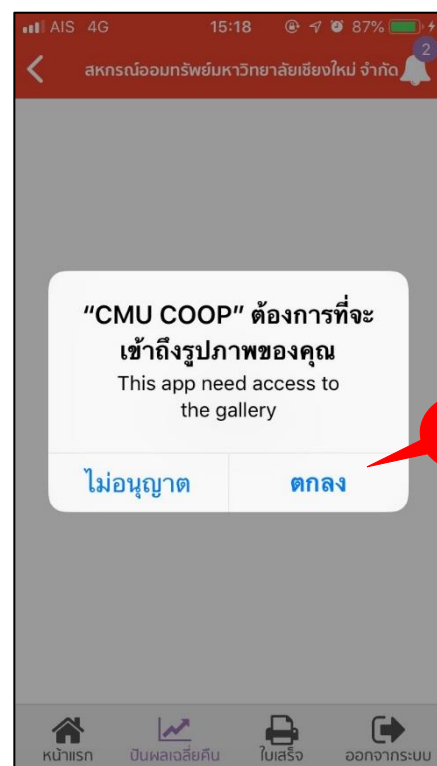 AIS 4G 15:18 87%
2
สหกรณ์ออมทรัพย์มหาวิทยาลัยเชียงใหม่ จำกัด
“CMU COOP” ต้องการที่จะ
เข้าถึงรูปภาพของคุณ
This app need access to
the gallery
ไม่อนุญาต ตกลง
หน้าแรก ปันผลเฉลี่ยคืน ใบเสร็จ ออกจากระบบ